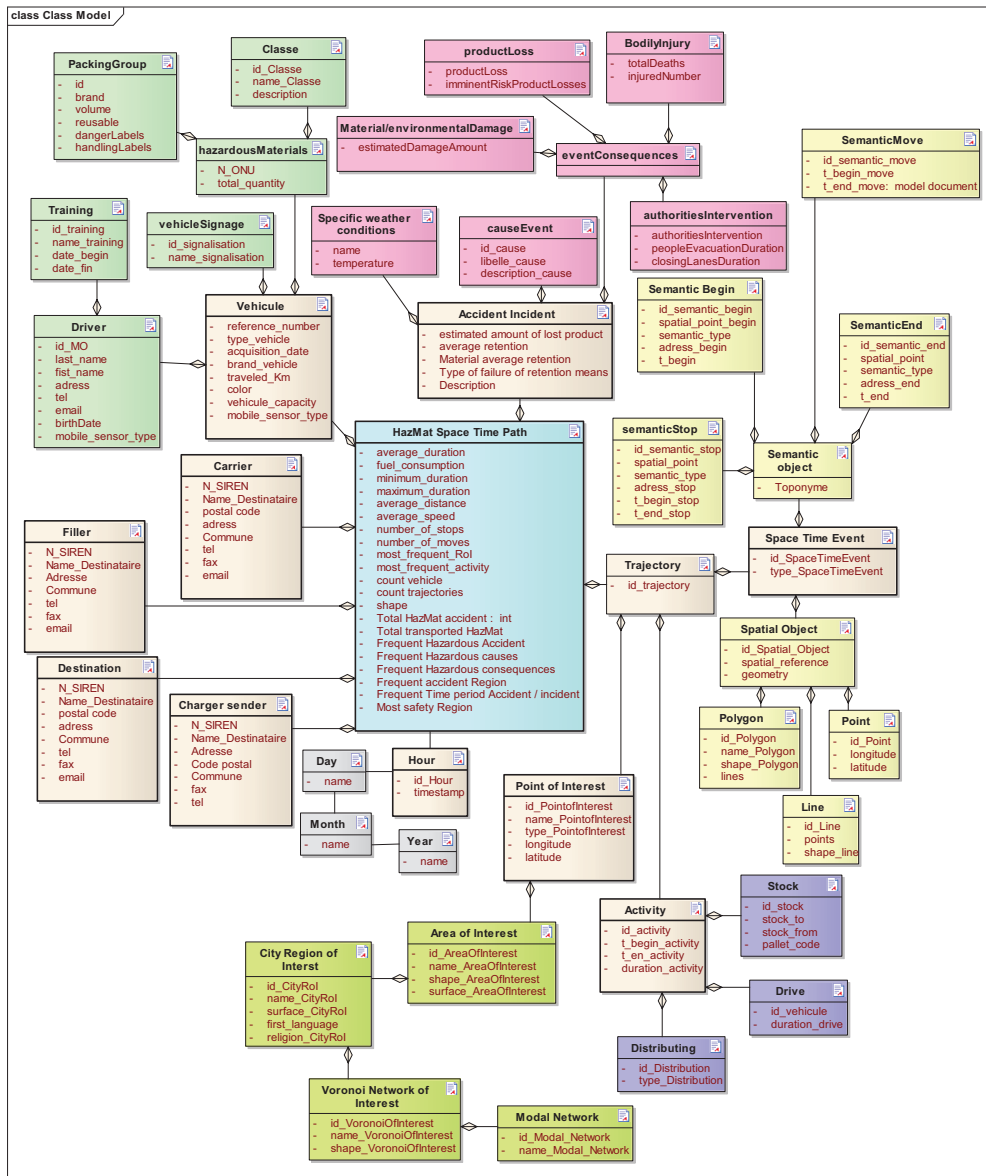 class Class Model
PackingGroup
- id
- brand
- volume
- reusable
- dangerLabels
- handlingLabels
Classe
- id_Classe
- name_Classe
- description
productLoss
- productLoss
- imminentRiskProductLosses
BodilyInjury
- totalDeaths
- injuredNumber
Material/environmentalDamage
- estimatedDamageAmount
hazardousMaterials
- N_ONU
- total_quantity
eventConsequences
SemanticMove
- id_semantic_move
- t_begin_move
- t_end_move: model document
Training
- id_training
- name_training
- date_begin
- date_fin
vehicleSignage
- id_signalisation
- name_signalisation
Specific weather
conditions
- name
- temperature
causeEvent
- id_cause
- libelle_cause
- description_cause
authoritiesIntervention
- authoritiesIntervention
- peopleEvacuationDuration
- closingLanesDuration
Semantic Begin
- id_semantic_begin
- spatial_point_begin
- semantic_type
- adress_begin
- t_begin
Driver
- id_MO
- last_name
- fist_name
- adress
- tel
- email
- birthDate
- mobile_sensor_type
Vehicule
- reference_number
- type_vehicle
- acquisition_date
- brand_vehicle
- traveled_Km
- color
- vehicule_capacity
- mobile_sensor_type
Accident Incident
- estimated amount of lost product
- average retention
- Material average retention
- Type of failure of retention means
- Description
SemanticEnd
- id_semantic_end
- spatial_point
- semantic_type
- adress_end
- t_end
semanticStop
- id_semantic_stop
- spatial_point
- semantic_type
- adress_stop
- t_begin_stop
- t_end_stop
Semantic
object
- Toponyme
HazMat Space Time Path
- average_duration
- fuel_consumption
- minimum_duration
- maximum_duration
- average_distance
- average_speed
- number_of_stops
- number_of_moves
- most_frequent_RoI
- most_frequent_activity
- count vehicle
- count trajectories
- shape
- Total HazMat accident : int
- Total transported HazMat
- Frequent Hazardous Accident
- Frequent Hazardous causes
- Frequent Hazardous consequences
- Frequent accident Region
- Frequent Time period Accident / incident
- Most safety Region
Carrier
- N_SIREN
- Name_Destinataire
- postal code
- adress
- Commune
- tel
- fax
- email
Filler
- N_SIREN
- Name_Destinataire
- Adresse
- Commune
- tel
- fax
- email
Space Time Event
- id_SpaceTimeEvent
- type_SpaceTimeEvent
Trajectory
- id_trajectory
Spatial Object
- id_Spatial_Object
- spatial_reference
- geometry
Destination
- N_SIREN
- Name_Destinataire
- postal code
- adress
- Commune
- tel
- fax
- email
Charger sender
- N_SIREN
- Name_Destinataire
- Adresse
- Code postal
- Commune
- fax
- tel
Polygon
- id_Polygon
- name_Polygon
- shape_Polygon
- lines
Point
- id_Point
- longitude
- latitude
Day
- name
Hour
- id_Hour
- timestamp
Point of Interest
- id_PointofInterest
- name_PointofInterest
- type_PointofInterest
- longitude
- latitude
Line
- id_Line
- points
- shape_line
Month
- name
Year
- name
Stock
- id_stock
- stock_to
- stock_from
- pallet_code
Activity
- id_activity
- t_begin_activity
- t_en_activity
- duration_activity
Area of Interest
- id_AreaOfInterest
- name_AreaOfInterest
- shape_AreaOfInterest
- surface_AreaOfInterest
City Region of
Interst
- id_CityRoI
- name_CityRoI
- surface_CityRoI
- first_language
- religion_CityRoI
Drive
- id_vehicule
- duration_drive
Distributing
- id_Distribution
- type_Distribution
Voronoi Network of
Interest
- id_VoronoiOfInterest
- name_VoronoiOfInterest
- shape_VoronoiOfInterest
Modal Network
- id_Modal_Network
- name_Modal_Network